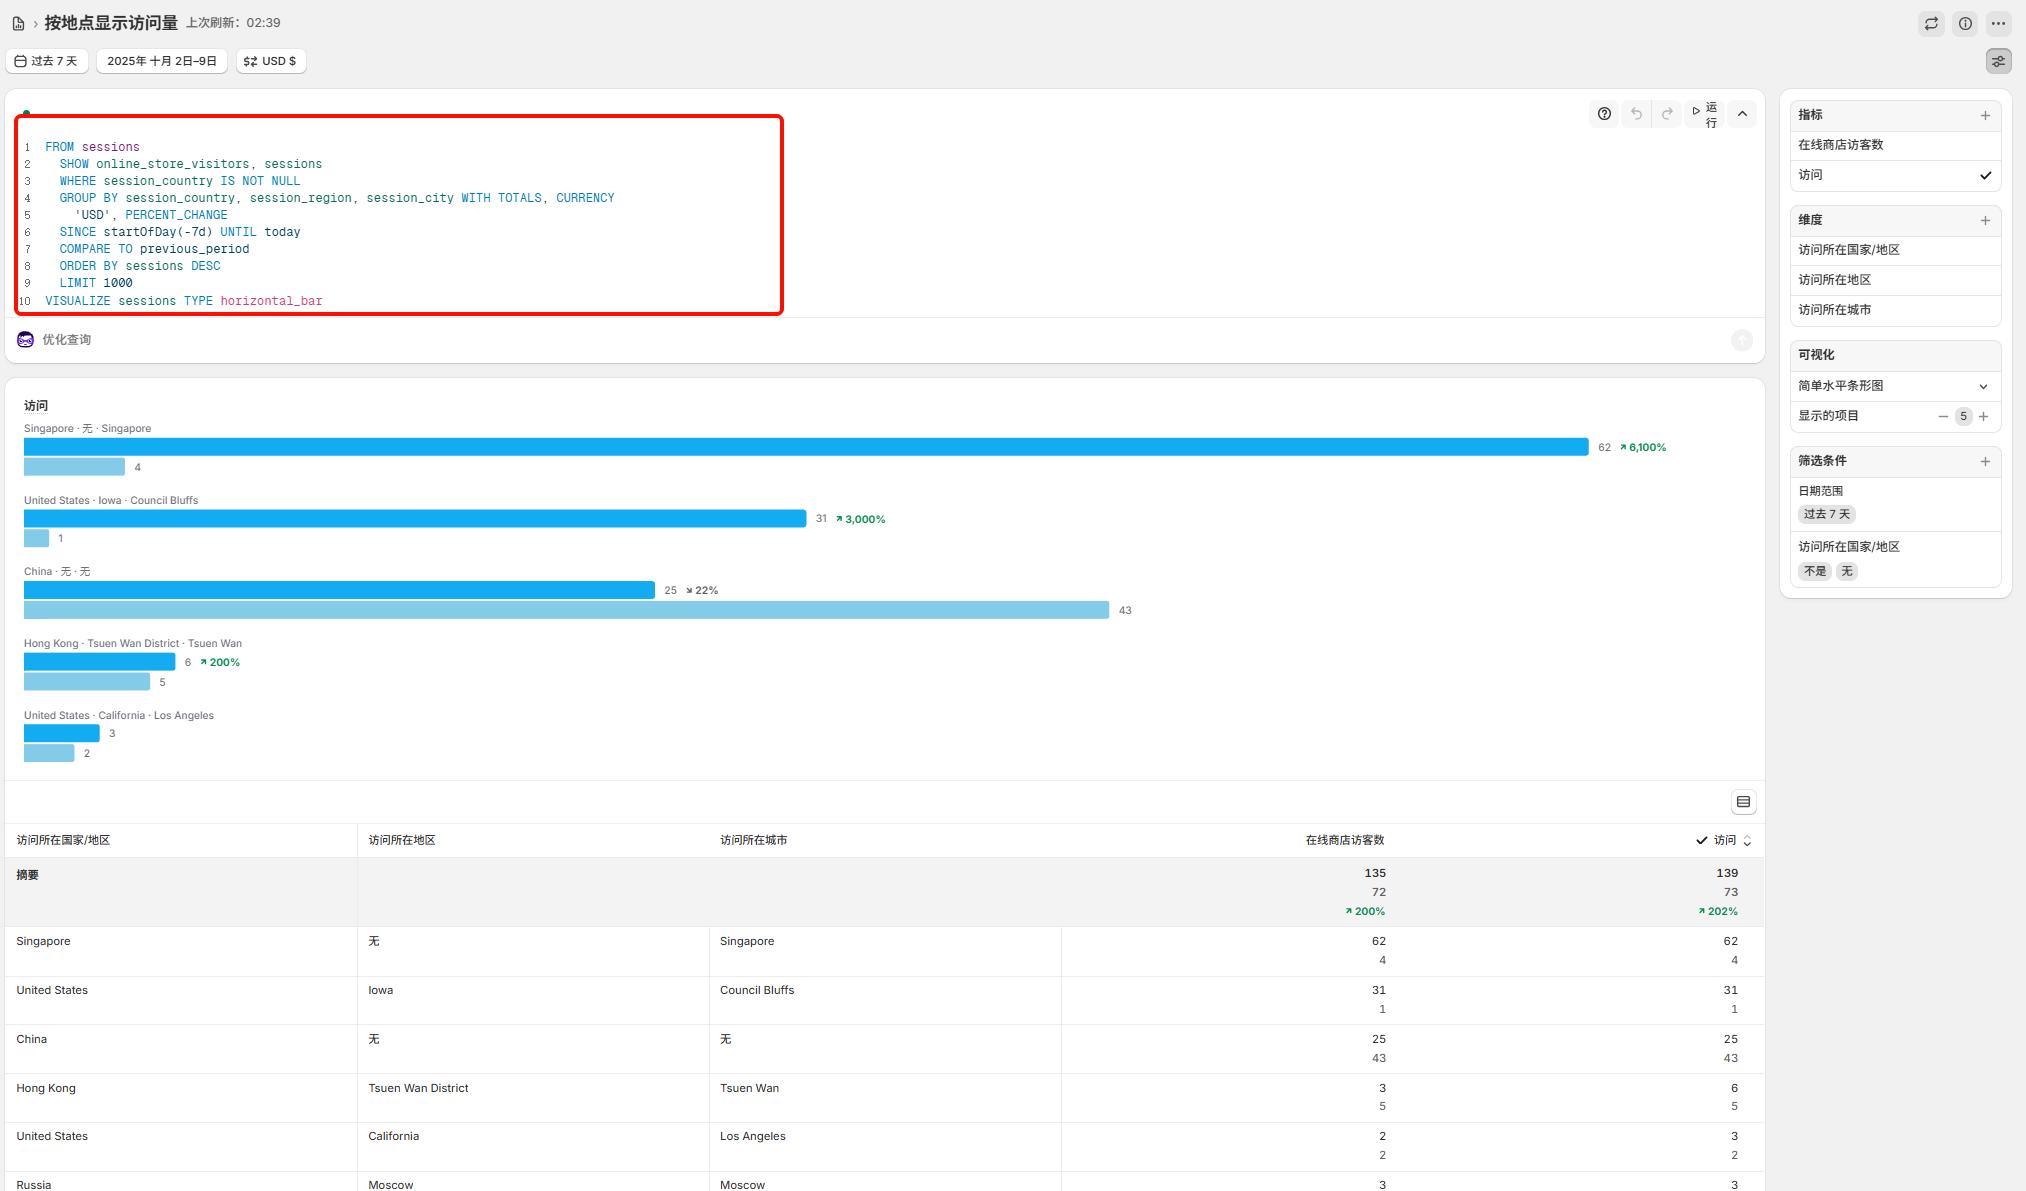 按地点显示访问量 上次刷新：02:39
过去 7 天
2025年 十月 2日–9日
USD $
运行
1 FROM sessions
2 SHOW online_store_visitors, sessions
3 WHERE session_country IS NOT NULL
4 GROUP BY session_country, session_region, session_city WITH TOTALS, CURRENCY
5 'USD', PERCENT_CHANGE
6 SINCE startOfDay(-7d) UNTIL today
7 COMPARE TO previous_period
8 ORDER BY sessions DESC
9 LIMIT 1000
10 VISUALIZE sessions TYPE horizontal_bar
优化查询
访问
Singapore · 无 · Singapore
62 6,100%
4
United States · Iowa · Council Bluffs
31 3,000%
1
China · 无 · 无
25 22%
43
Hong Kong · Tsuen Wan District · Tsuen Wan
6 200%
5
United States · California · Los Angeles
3
2
访问所在国家/地区 访问所在地区 访问所在城市 在线商店访客数 访问
摘要 135 139
72 73
200% 202%
Singapore 无 Singapore 62 62
4 4
United States Iowa Council Bluffs 31 31
1 1
China 无 无 25 25
43 43
Hong Kong Tsuen Wan District Tsuen Wan 3 6
5 5
United States California Los Angeles 2 3
2 2
Russia Moscow Moscow 3 3
指标
在线商店访客数
访问
维度
访问所在国家/地区
访问所在地区
访问所在城市
可视化
简单水平条形图
显示的项目 5
筛选条件
日期范围
过去 7 天
访问所在国家/地区
不是 无